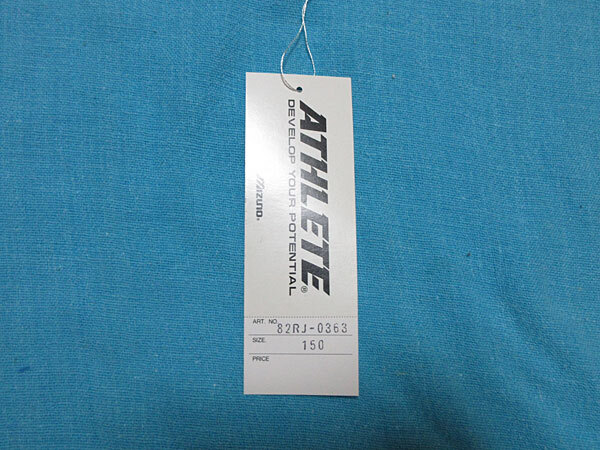 ATHLETE®
DEVELOP YOUR POTENTIAL
Mizuno.
ART. NO. 82RJ-0363
SIZE. 150
PRICE